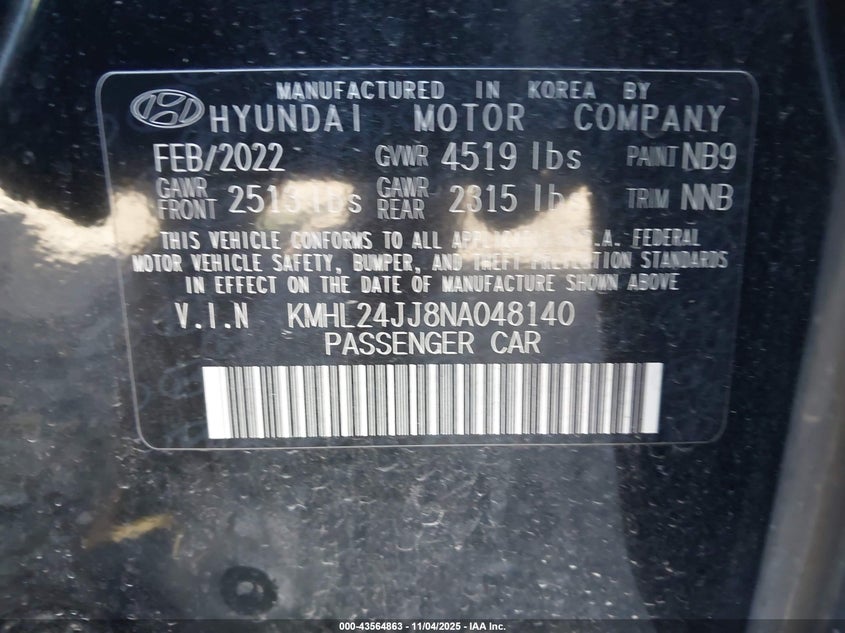 MANUFACTURED IN KOREA BY
HYUNDAI MOTOR COMPANY
FEB/2022 GVWR 4519 lbs PAINT NB9
GAWR FRONT 2513 lbs GAWR REAR 2315 lbs TRIM NNB
THIS VEHICLE CONFORMS TO ALL APPLICABLE U.S.A. FEDERAL
MOTOR VEHICLE SAFETY, BUMPER, AND THEFT PREVENTION STANDARDS
IN EFFECT ON THE DATE OF MANUFACTURE SHOWN ABOVE
V.I.N KMHL24JJ8NA048140
PASSENGER CAR
000-43564863 - 11/04/2025 - IAA Inc.